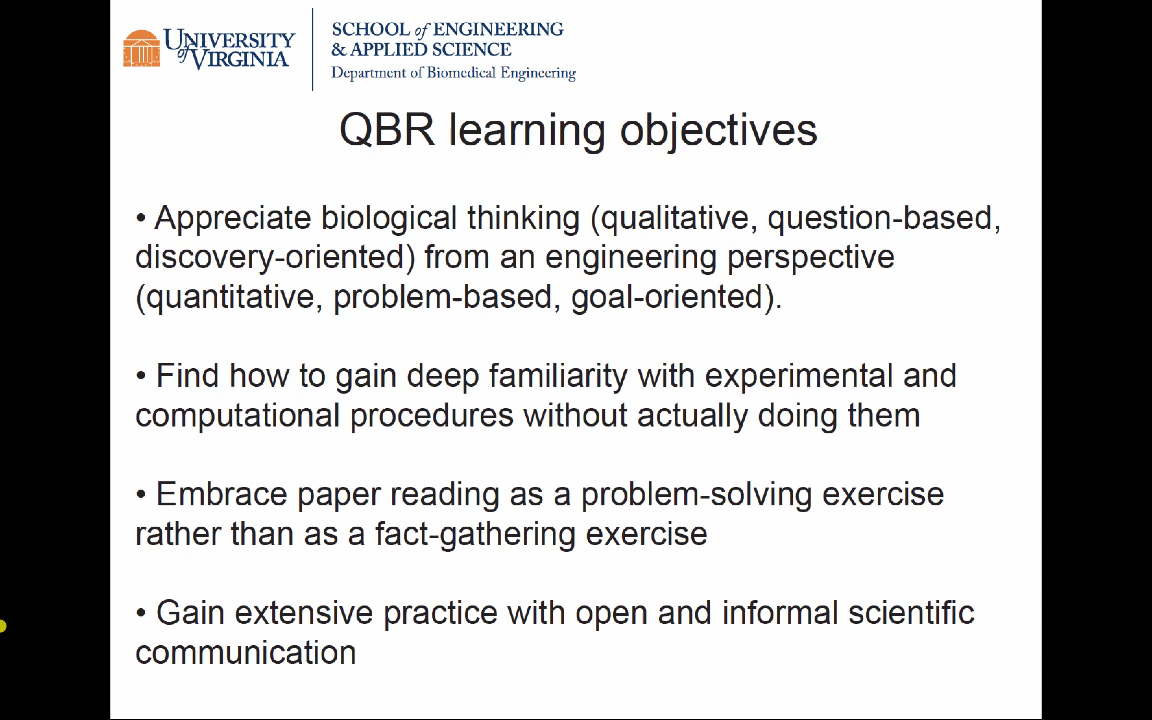 UNIVERSITY
of VIRGINIA
SCHOOL of ENGINEERING
& APPLIED SCIENCE
Department of Biomedical Engineering
QBR learning objectives
• Appreciate biological thinking (qualitative, question-based,
discovery-oriented) from an engineering perspective
(quantitative, problem-based, goal-oriented).
• Find how to gain deep familiarity with experimental and
computational procedures without actually doing them
• Embrace paper reading as a problem-solving exercise
rather than as a fact-gathering exercise
• Gain extensive practice with open and informal scientific
communication